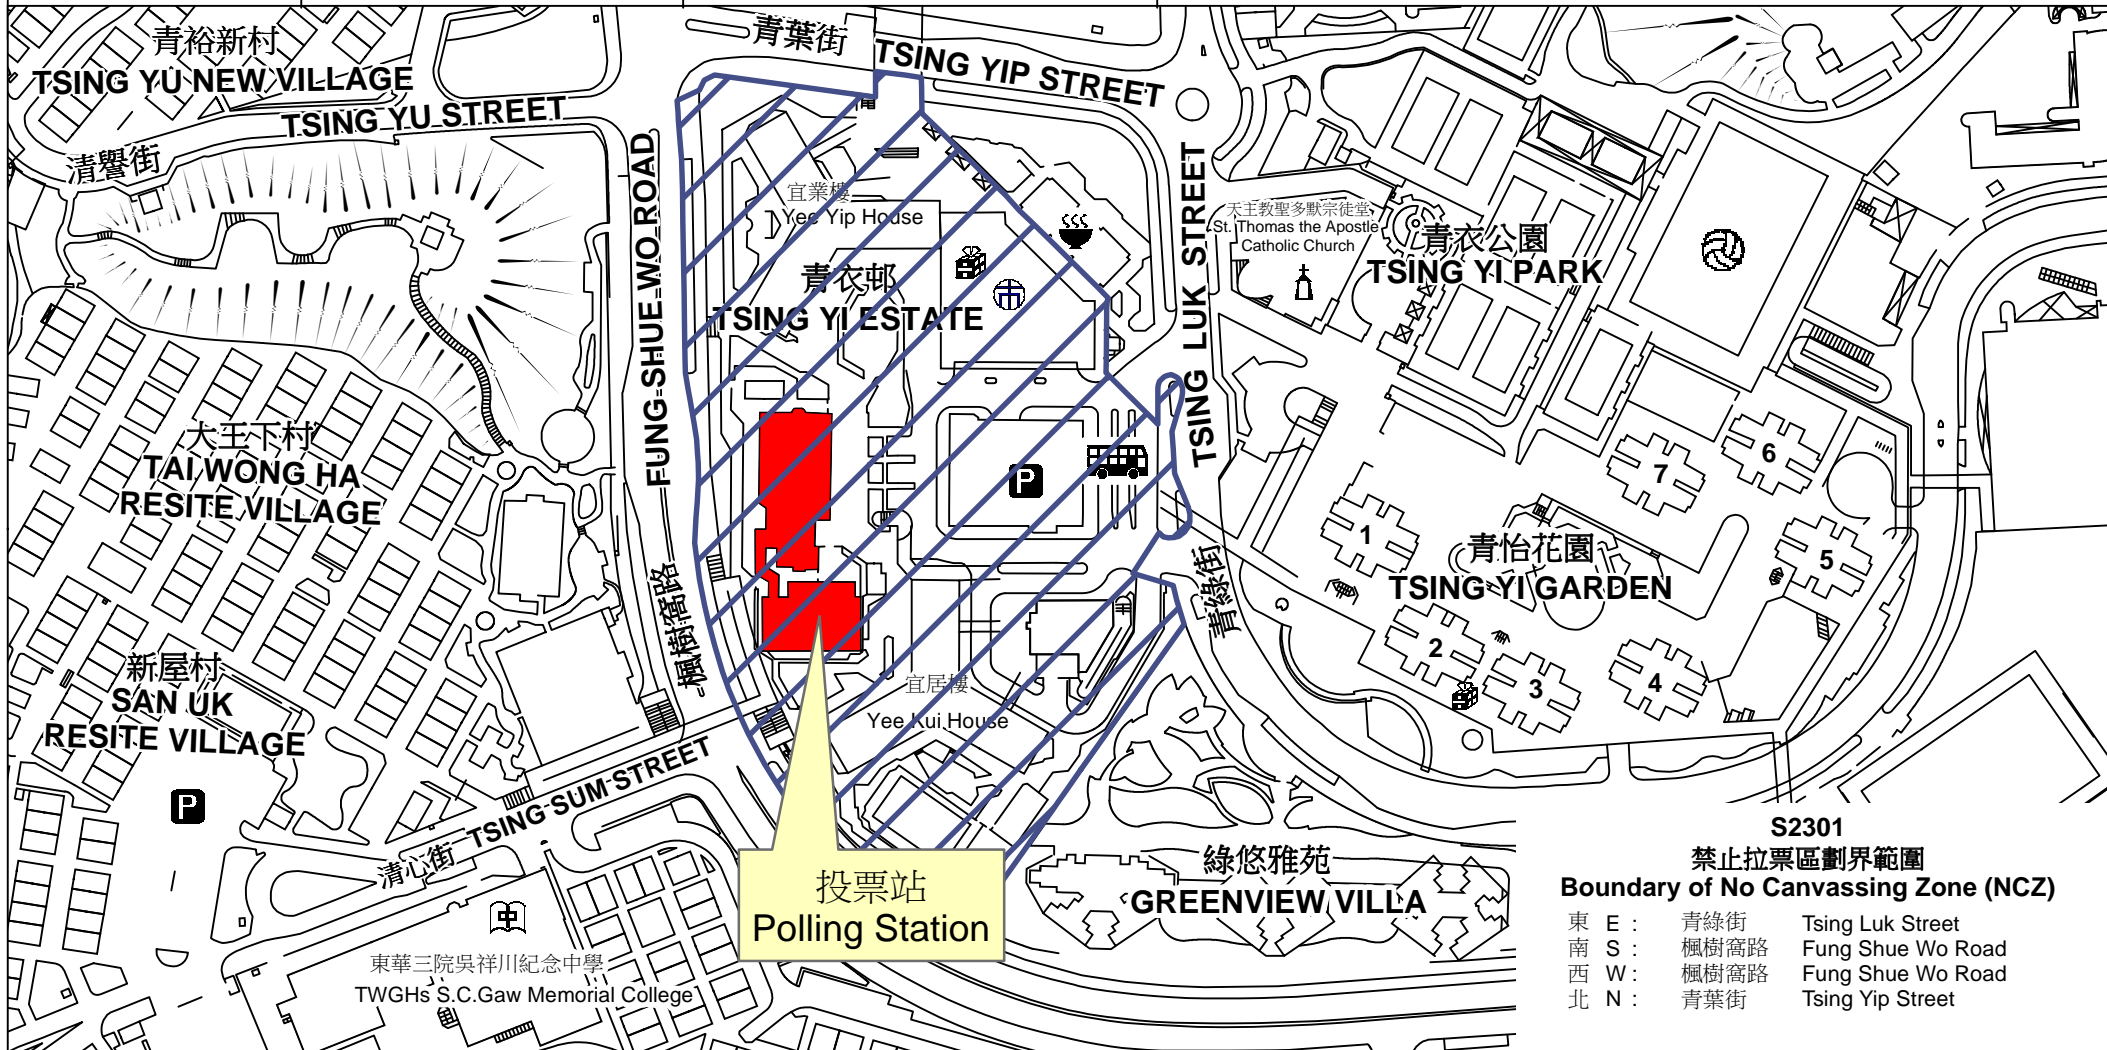 青裕新村
TSING YU NEW VILLAGE
TSING YU STREET
清譽街
青葉街
TSING YIP STREET
FUNG SHUE WO ROAD
楓樹窩路
宜業樓
Yee Yip House
青衣邨
TSING YI ESTATE
TSING LUK STREET
青綠街
天主教聖多默宗徒堂
St. Thomas the Apostle
Catholic Church
青衣公園
TSING YI PARK
大王下村
TAI WONG HA
RESITE VILLAGE
P
1
2
3
4
5
6
7
青怡花園
TSING YI GARDEN
新屋村
SAN UK
RESITE VILLAGE
P
宜居樓
Yee Kui House
清心街 TSING SUM STREET
投票站
Polling Station
綠悠雅苑
GREENVIEW VILLA
中
東華三院吳祥川紀念中學
TWGHs S.C.Gaw Memorial College
S2301
禁止拉票區劃界範圍
Boundary of No Canvassing Zone (NCZ)
東 E : 青綠街 Tsing Luk Street
南 S : 楓樹窩路 Fung Shue Wo Road
西 W : 楓樹窩路 Fung Shue Wo Road
北 N : 青葉街 Tsing Yip Street